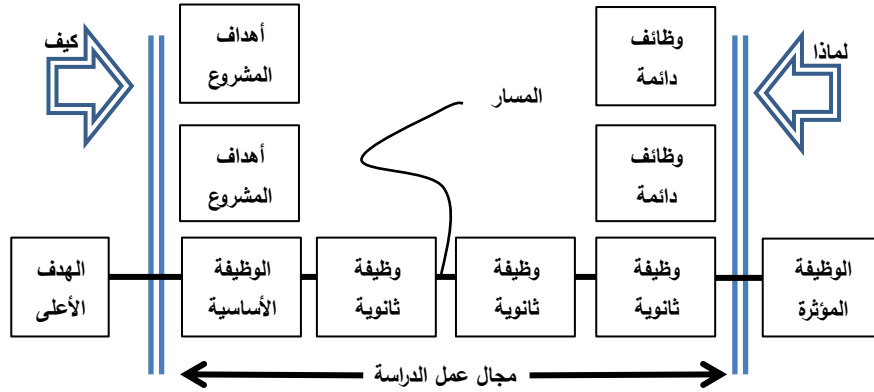 كيف
أهداف
المشروع
وظائف
دائمة
لماذا
المسار
أهداف
المشروع
وظائف
دائمة
الهدف
الأعلى
الوظيفة
الأساسية
وظيفة
ثانوية
وظيفة
ثانوية
وظيفة
ثانوية
الوظيفة
المؤثرة
مجال عمل الدراسة